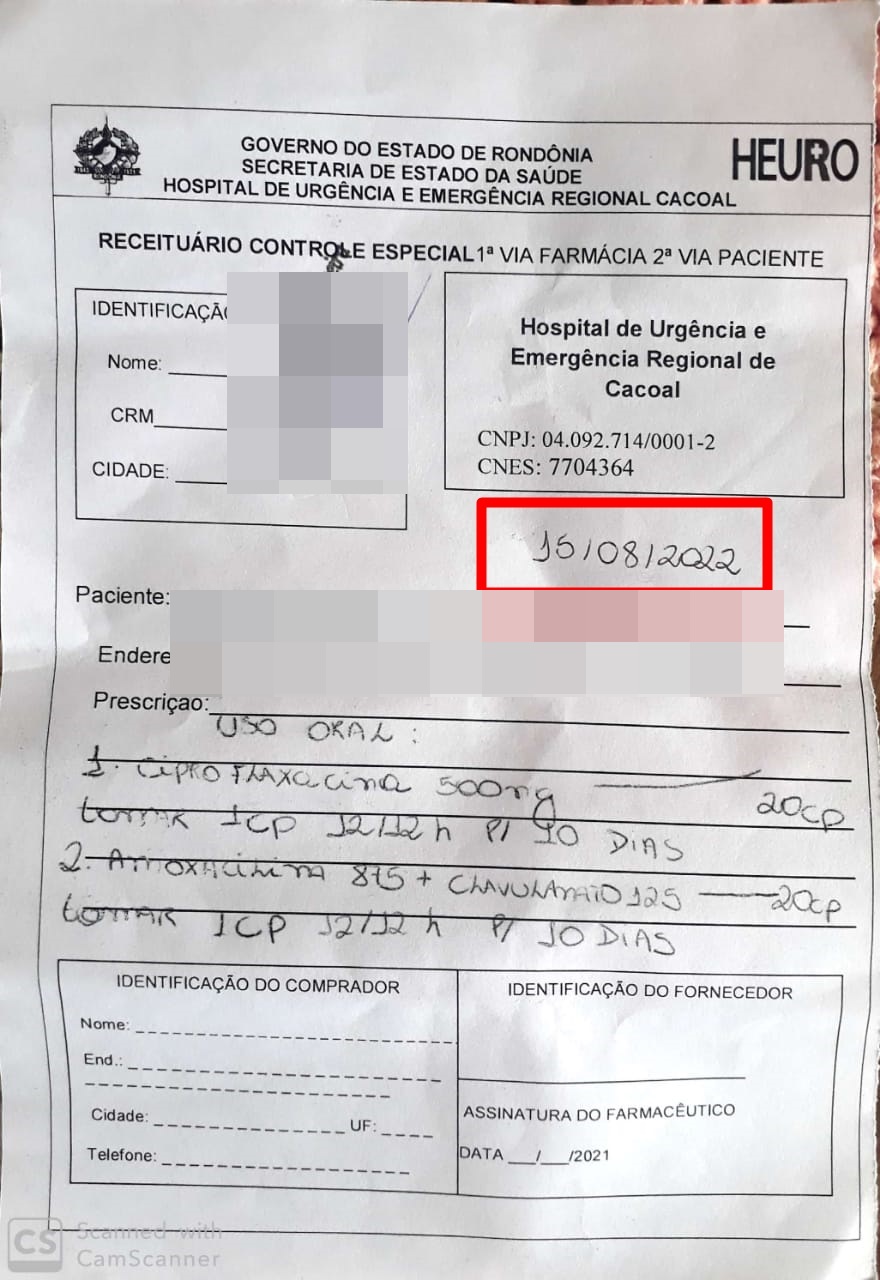 GOVERNO DO ESTADO DE RONDÔNIA
SECRETARIA DE ESTADO DA SAÚDE
HOSPITAL DE URGÊNCIA E EMERGÊNCIA REGIONAL CACOAL
HEURO
RECEITUÁRIO CONTROLE ESPECIAL 1ª VIA FARMÁCIA 2ª VIA PACIENTE
IDENTIFICAÇÃ
Nome:
CRM
CIDADE:
Hospital de Urgência e
Emergência Regional de
Cacoal
CNPJ: 04.092.714/0001-2
CNES: 7704364
15/08/2022
Paciente:
Endere
Prescriçao:
USO ORAL:
1. CIPROFLAXACINA 500mg 20CP
tomAR 1CP 12/12 h P/ 10 DIAS
2. AMOXACILINA 875 + CLAVULANATO 125 20CP
tomAR 1CP 12/12 h P/ 10 DIAS
IDENTIFICAÇÃO DO COMPRADOR
Nome:
End.:
Cidade: UF:
Telefone:
IDENTIFICAÇÃO DO FORNECEDOR
ASSINATURA DO FARMACÊUTICO
DATA __/__/2021
CS Scanned with
CamScanner